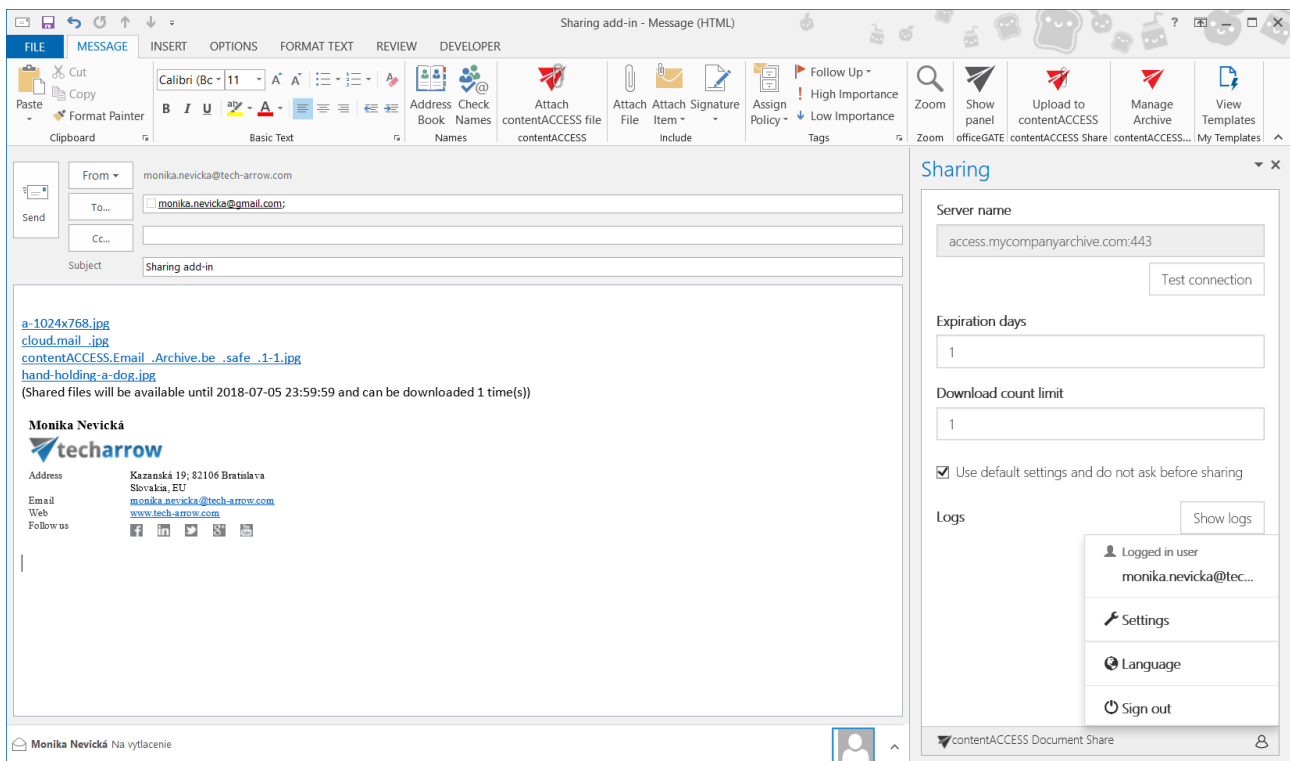 Sharing add-in - Message (HTML)
?
FILE MESSAGE INSERT OPTIONS FORMAT TEXT REVIEW DEVELOPER
Paste
Cut
Copy
Format Painter
Clipboard
Calibri (Bc 11 A A
B I U aby A
Basic Text
Address Book
Check Names
Names
Attach contentACCESS file
contentACCESS
Attach File
Attach Item
Signature
Include
Assign Policy
Follow Up
High Importance
Low Importance
Tags
Zoom
Zoom
Show panel
officeGATE
Upload to contentACCESS
contentACCESS Share
Manage Archive
contentACCESS...
View Templates
My Templates
Send
From monika.nevicka@tech-arrow.com
To... monika.nevicka@gmail.com;
Cc...
Subject Sharing add-in
a-1024x768.jpg
cloud.mail_.jpg
contentACCESS.Email_.Archive.be_.safe_.1-1.jpg
hand-holding-a-dog.jpg
(Shared files will be available until 2018-07-05 23:59:59 and can be downloaded 1 time(s))
Monika Nevická
techarrow
Address Kazanská 19; 82106 Bratislava
Slovakia, EU
Email monika.nevicka@tech-arrow.com
Web www.tech-arrow.com
Follow us
Monika Nevická Na vytlacenie
Sharing
Server name
access.mycompanyarchive.com:443
Test connection
Expiration days
1
Download count limit
1
Use default settings and do not ask before sharing
Logs Show logs
Logged in user
monika.nevicka@tec...
Settings
Language
Sign out
contentACCESS Document Share